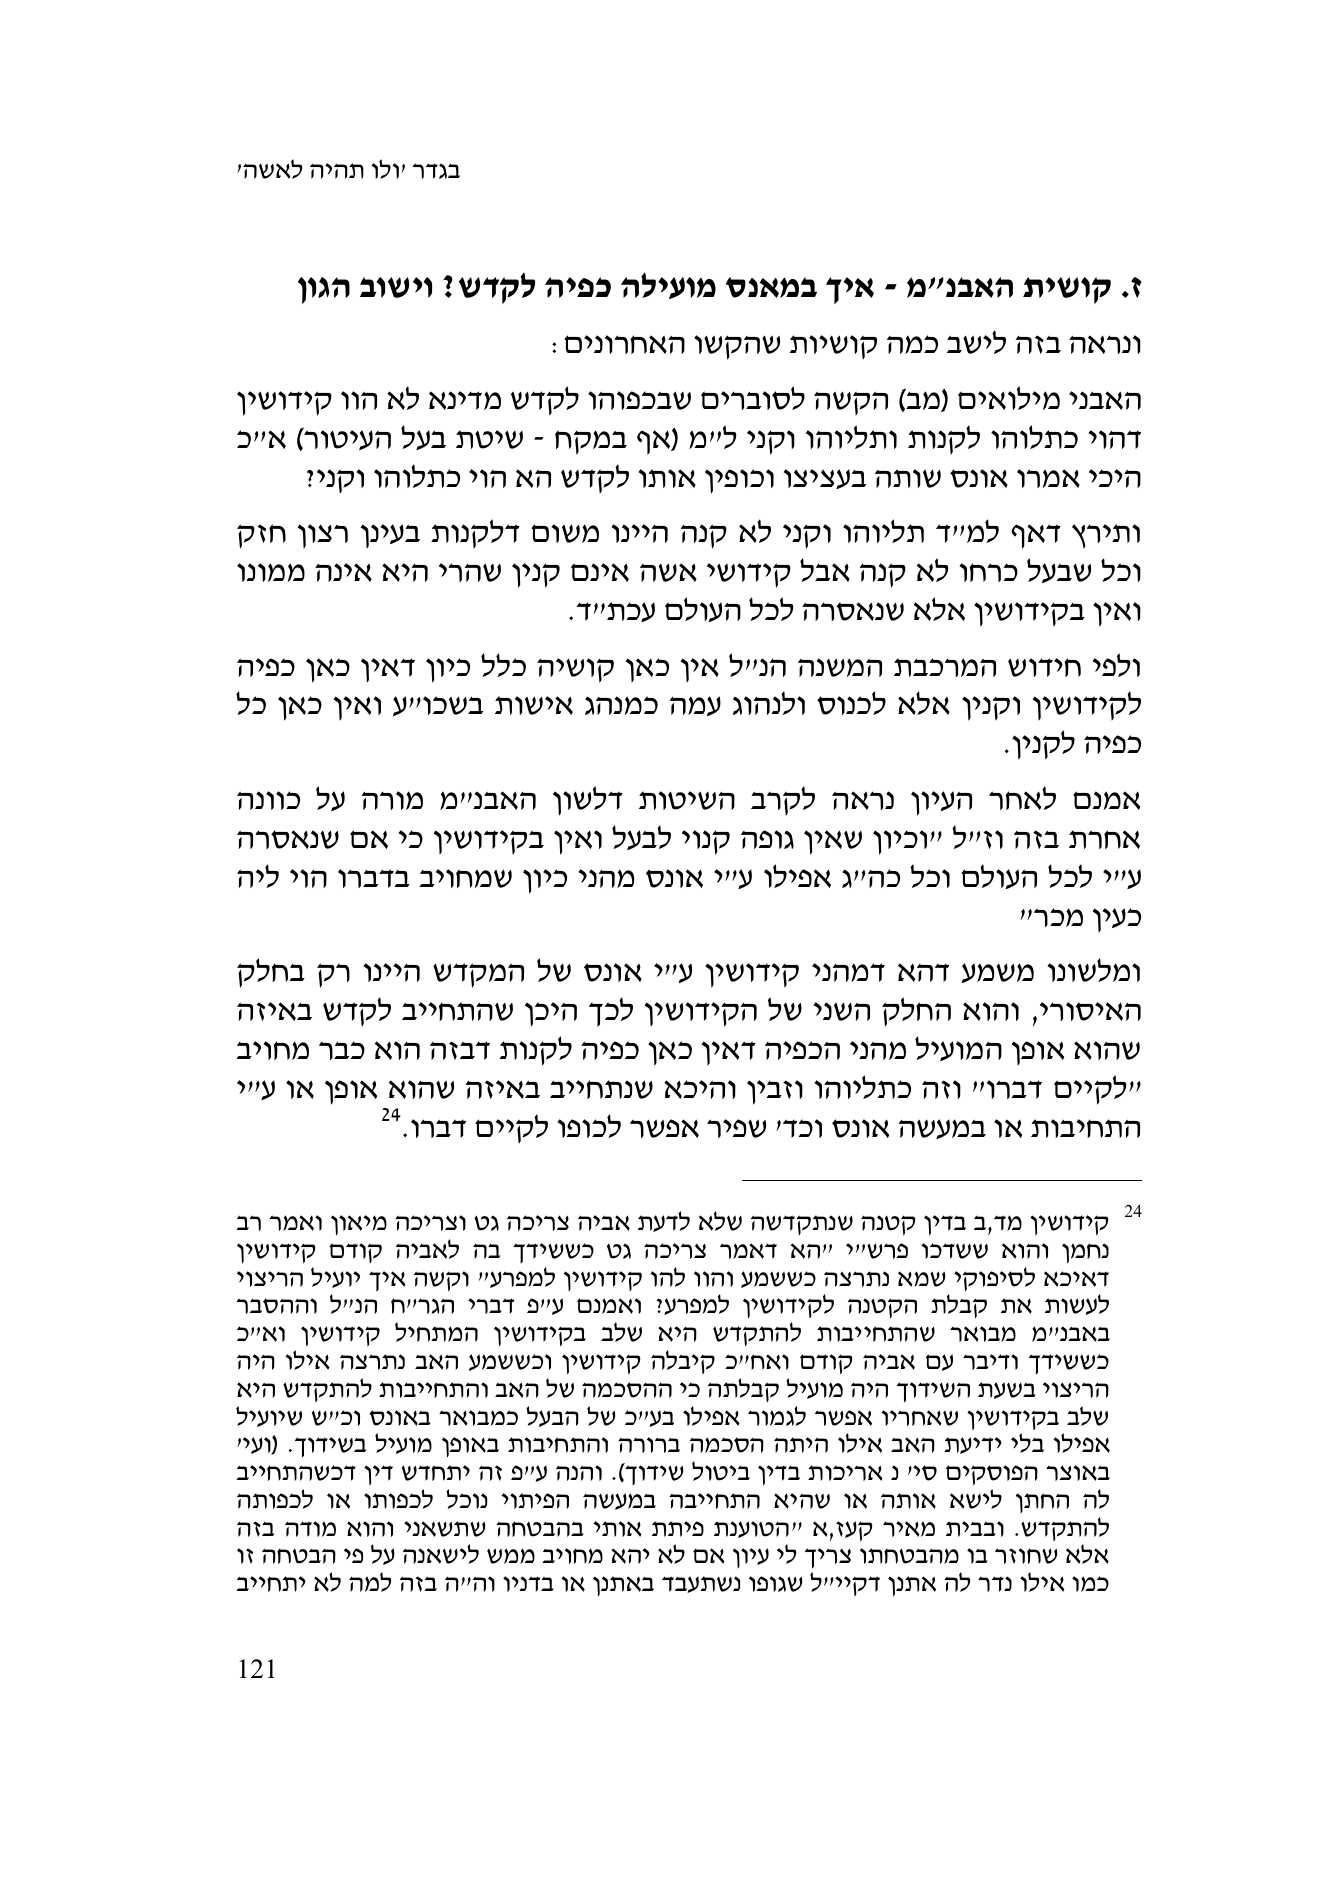 בגדר 'ולו תהיה לאשה'
ז. קושית האבנ"מ - איך במאנס מועילה כפיה לקדש? וישוב הגון
ונראה בזה לישב כמה קושיות שהקשו האחרונים:
האבני מילואים (מב) הקשה לסוברים שבכפוהו לקדש מדינא לא הוו קידושין
דהוי כתלוהו לקנות ותליוהו וקני ל"מ (אף במקח - שיטת בעל העיטור) א"כ
היכי אמרו אונס שותה בעציצו וכופין אותו לקדש הא הוי כתלוהו וקני?
ותירץ דאף למ"ד תליוהו וקני לא קנה היינו משום דלקנות בעינן רצון חזק
וכל שבעל כרחו לא קנה אבל קידושי אשה אינם קנין שהרי היא אינה ממונו
ואין בקידושין אלא שנאסרה לכל העולם עכת"ד.
ולפי חידוש המרכבת המשנה הנ"ל אין כאן קושיה כלל כיון דאין כאן כפיה
לקידושין וקנין אלא לכנוס ולנהוג עמה כמנהג אישות בשכו"ע ואין כאן כל
כפיה לקנין.
אמנם לאחר העיון נראה לקרב השיטות דלשון האבנ"מ מורה על כוונה
אחרת בזה וז"ל "וכיון שאין גופה קנוי לבעל ואין בקידושין כי אם שנאסרה
ע"י לכל העולם וכל כה"ג אפילו ע"י אונס מהני כיון שמחויב בדברו הוי ליה
כעין מכר"
ומלשונו משמע דהא דמהני קידושין ע"י אונס של המקדש היינו רק בחלק
האיסורי, והוא החלק השני של הקידושין לכך היכן שהתחייב לקדש באיזה
שהוא אופן המועיל מהני הכפיה דאין כאן כפיה לקנות דבזה הוא כבר מחויב
"לקיים דברו" וזה כתליוהו וזבין והיכא שנתחייב באיזה שהוא אופן או ע"י
התחיבות או במעשה אונס וכד' שפיר אפשר לכופו לקיים דברו.24
24 קידושין מד,ב בדין קטנה שנתקדשה שלא לדעת אביה צריכה גט וצריכה מיאון ואמר רב
נחמן והוא ששדכו פרש"י "הא דאמר צריכה גט כששידך בה לאביה קודם קידושין
דאיכא לסיפוקי שמא נתרצה כששמע והוו להו קידושין למפרע" וקשה איך יועיל הריצוי
לעשות את קבלת הקטנה לקידושין למפרע? ואמנם ע"פ דברי הגר"ח הנ"ל וההסבר
באבנ"מ מבואר שהתחייבות להתקדש היא שלב בקידושין המתחיל קידושין וא"כ
כששידך ודיבר עם אביה קודם ואח"כ קיבלה קידושין וכששמע האב נתרצה אילו היה
הריצוי בשעת השידוך היה מועיל קבלתה כי ההסכמה של האב והתחייבות להתקדש היא
שלב בקידושין שאחריו אפשר לגמור אפילו בע"כ של הבעל כמבואר באונס וכ"ש שיועיל
אפילו בלי ידיעת האב אילו היתה הסכמה ברורה והתחיבות באופן מועיל בשידוך. (ועי'
באוצר הפוסקים סי' נ אריכות בדין ביטול שידוך). והנה ע"פ זה יתחדש דין דכשהתחייב
לה החתן לישא אותה או שהיא התחייבה במעשה הפיתוי נוכל לכפותו או לכפותה
להתקדש. ובבית מאיר קעז,א "הטוענת פיתת אותי בהבטחה שתשאני והוא מודה בזה
אלא שחוזר בו מהבטחתו צריך לי עיון אם לא יהא מחויב ממש לישאנה על פי הבטחה זו
כמו אילו נדר לה אתנן דקיי"ל שגופו נשתעבד באתנן או בדניו וה"ה בזה למה לא יתחייב
121